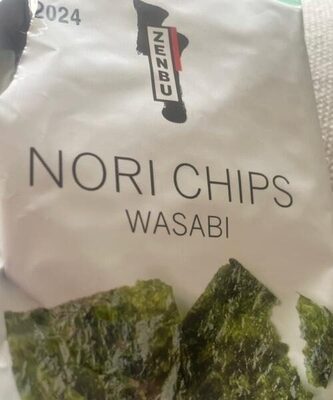 2024
ZENBU
NORI CHIPS
WASABI